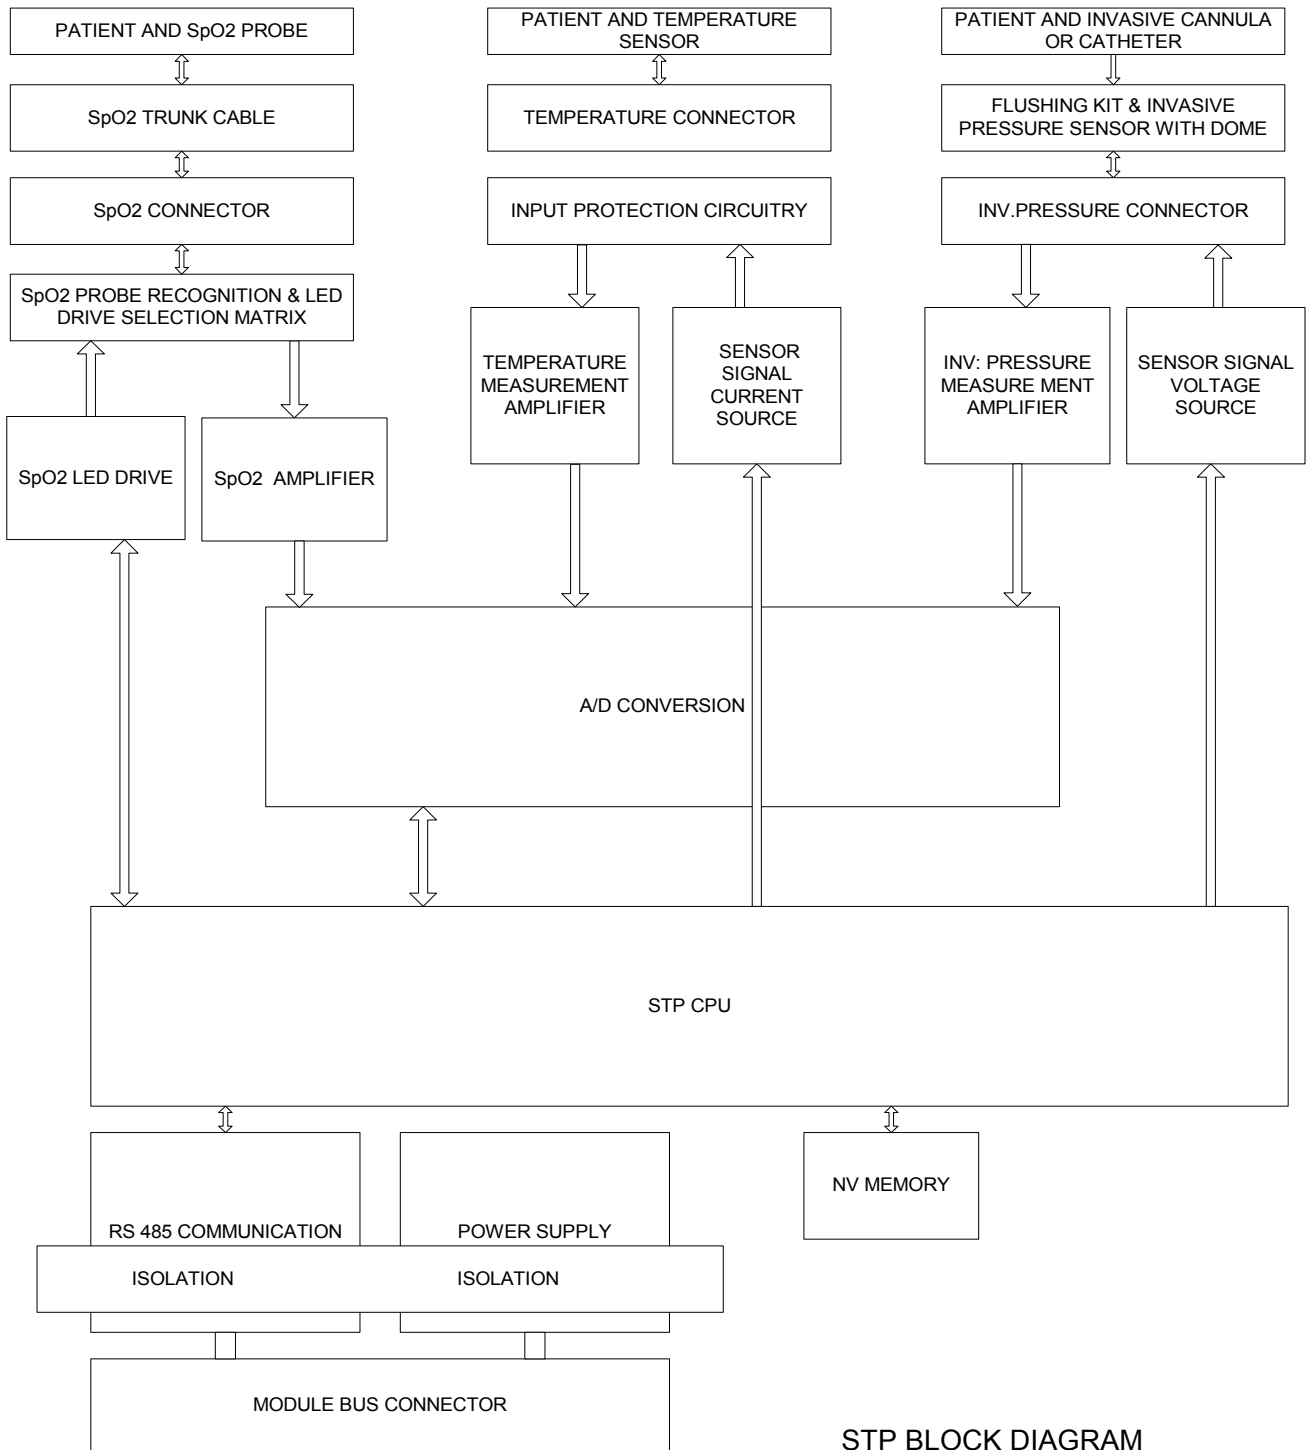 PATIENT AND SpO2 PROBE
PATIENT AND TEMPERATURE
SENSOR
PATIENT AND INVASIVE CANNULA
OR CATHETER
SpO2 TRUNK CABLE
TEMPERATURE CONNECTOR
FLUSHING KIT & INVASIVE
PRESSURE SENSOR WITH DOME
SpO2 CONNECTOR
INPUT PROTECTION CIRCUITRY
INV.PRESSURE CONNECTOR
SpO2 PROBE RECOGNITION & LED
DRIVE SELECTION MATRIX
TEMPERATURE
MEASUREMENT
AMPLIFIER
SENSOR
SIGNAL
CURRENT
SOURCE
INV: PRESSURE
MEASURE MENT
AMPLIFIER
SENSOR SIGNAL
VOLTAGE
SOURCE
SpO2 LED DRIVE
SpO2 AMPLIFIER
A/D CONVERSION
STP CPU
RS 485 COMMUNICATION
POWER SUPPLY
NV MEMORY
ISOLATION
ISOLATION
MODULE BUS CONNECTOR
STP BLOCK DIAGRAM